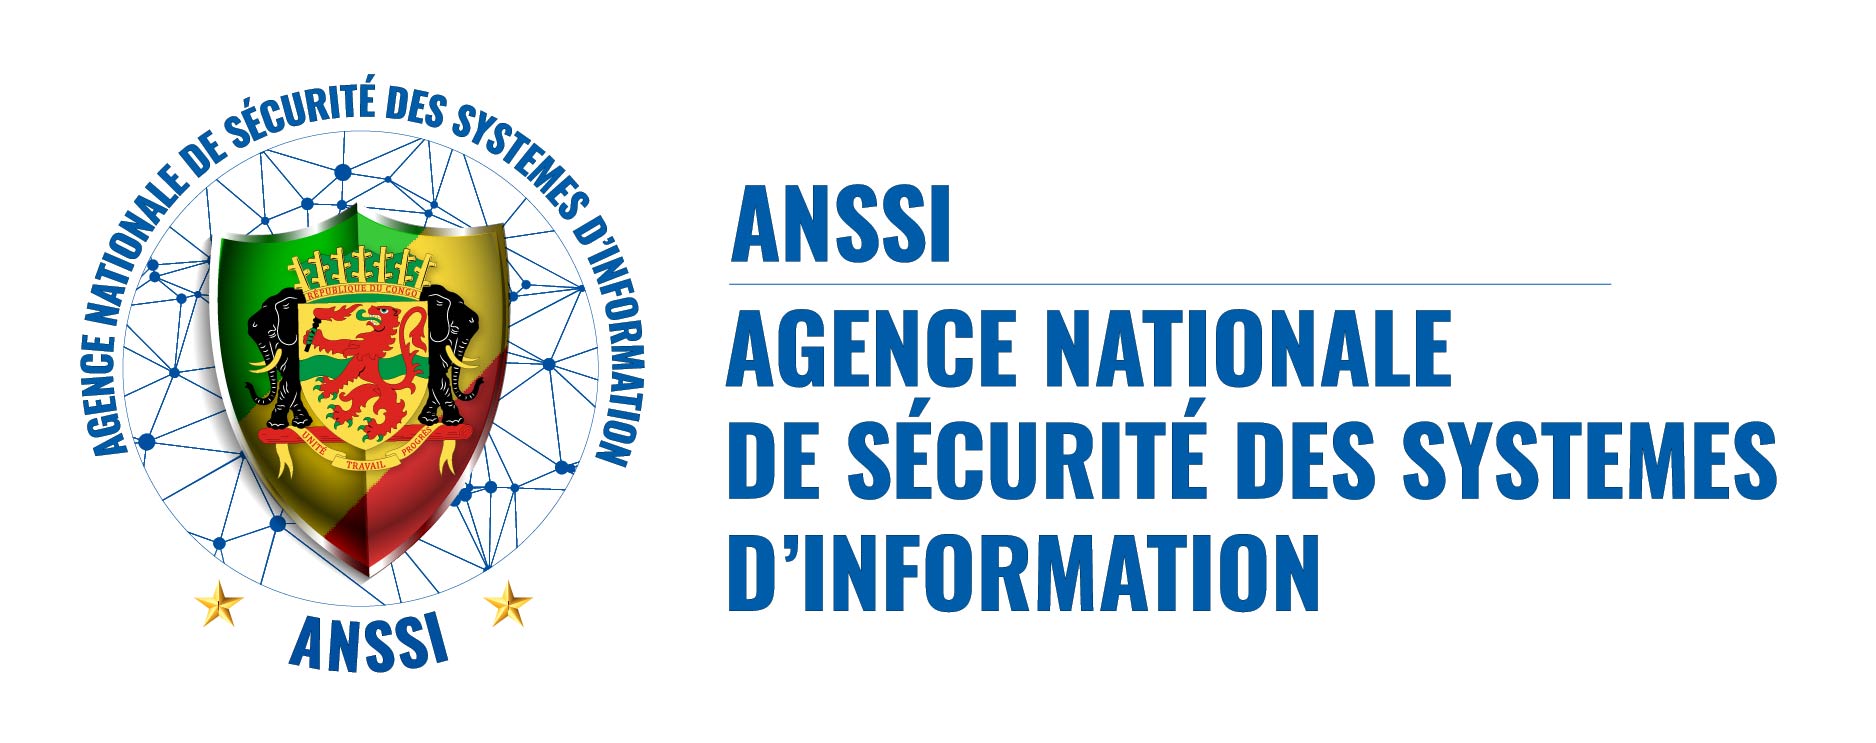 AGENCE NATIONALE DE SÉCURITÉ DES SYSTEMES D'INFORMATION
RÉPUBLIQUE DU CONGO
UNITÉ TRAVAIL PROGRÈS
ANSSI
ANSSI
AGENCE NATIONALE
DE SÉCURITÉ DES SYSTEMES
D'INFORMATION